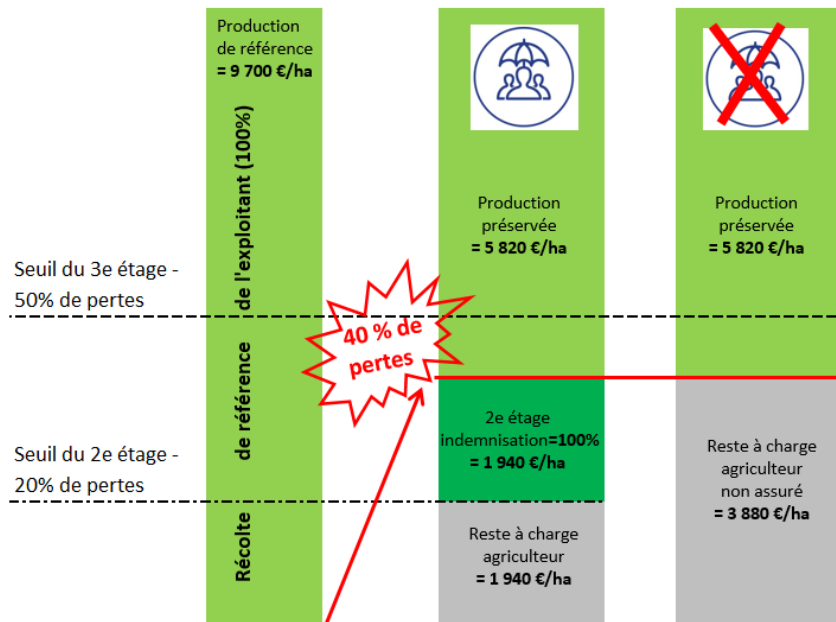 Production
de référence
= 9 700 €/ha
Récolte de référence de l'exploitant (100%)
Seuil du 3e étage -
50% de pertes
Seuil du 2e étage -
20% de pertes
40 % de
pertes
Production
préservée
= 5 820 €/ha
2e étage
indemnisation=100%
= 1 940 €/ha
Reste à charge
agriculteur
= 1 940 €/ha
Production
préservée
= 5 820 €/ha
Reste à charge
agriculteur
non assuré
= 3 880 €/ha